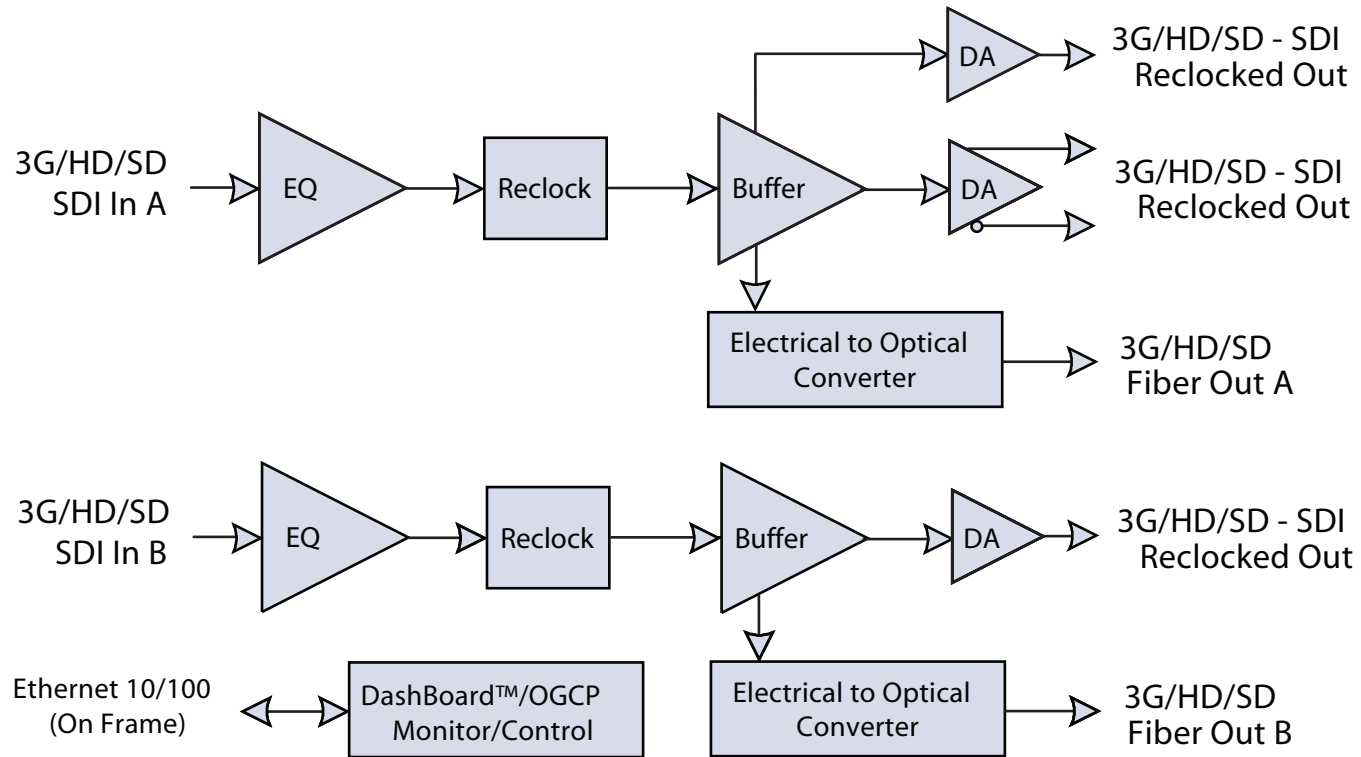 DA
3G/HD/SD - SDI
Reclocked Out
3G/HD/SD
SDI In A
EQ
Reclock
Buffer
DA
3G/HD/SD - SDI
Reclocked Out
Electrical to Optical
Converter
3G/HD/SD
Fiber Out A
3G/HD/SD
SDI In B
EQ
Reclock
Buffer
DA
3G/HD/SD - SDI
Reclocked Out
Ethernet 10/100
(On Frame)
DashBoard™/OGCP
Monitor/Control
Electrical to Optical
Converter
3G/HD/SD
Fiber Out B